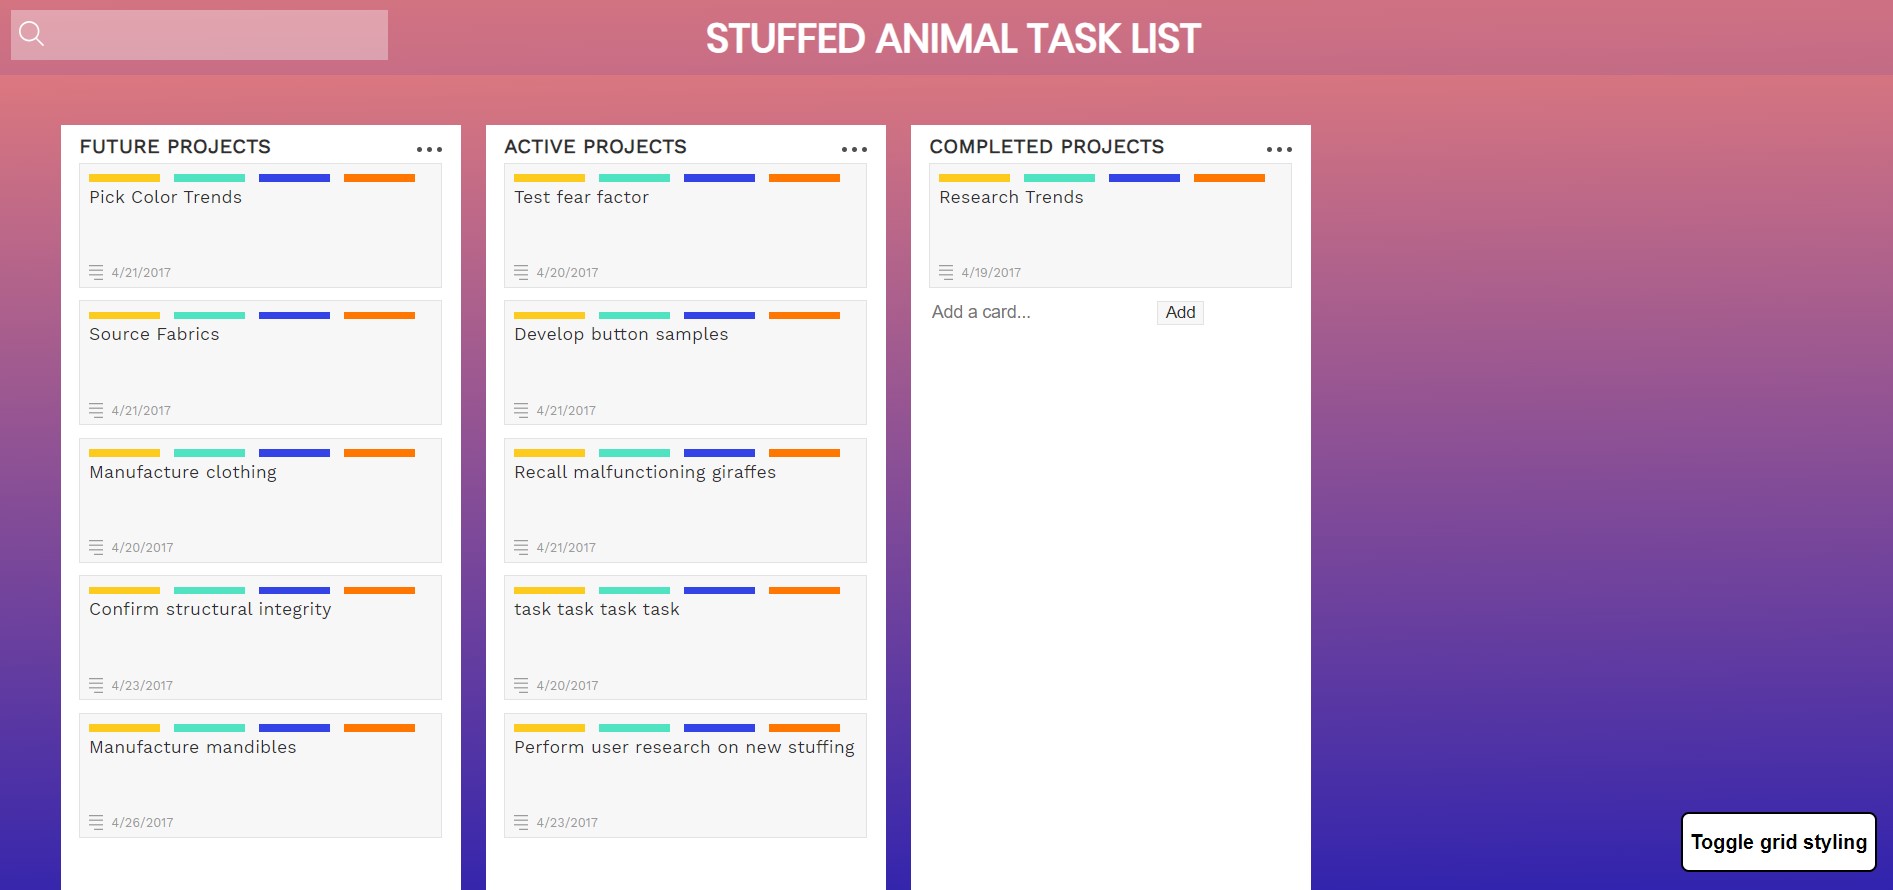 STUFFED ANIMAL TASK LIST
FUTURE PROJECTS
Pick Color Trends
4/21/2017
Source Fabrics
4/21/2017
Manufacture clothing
4/20/2017
Confirm structural integrity
4/23/2017
Manufacture mandibles
4/26/2017
ACTIVE PROJECTS
Test fear factor
4/20/2017
Develop button samples
4/21/2017
Recall malfunctioning giraffes
4/21/2017
task task task task
4/20/2017
Perform user research on new stuffing
4/23/2017
COMPLETED PROJECTS
Research Trends
4/19/2017
Add a card... Add
Toggle grid styling